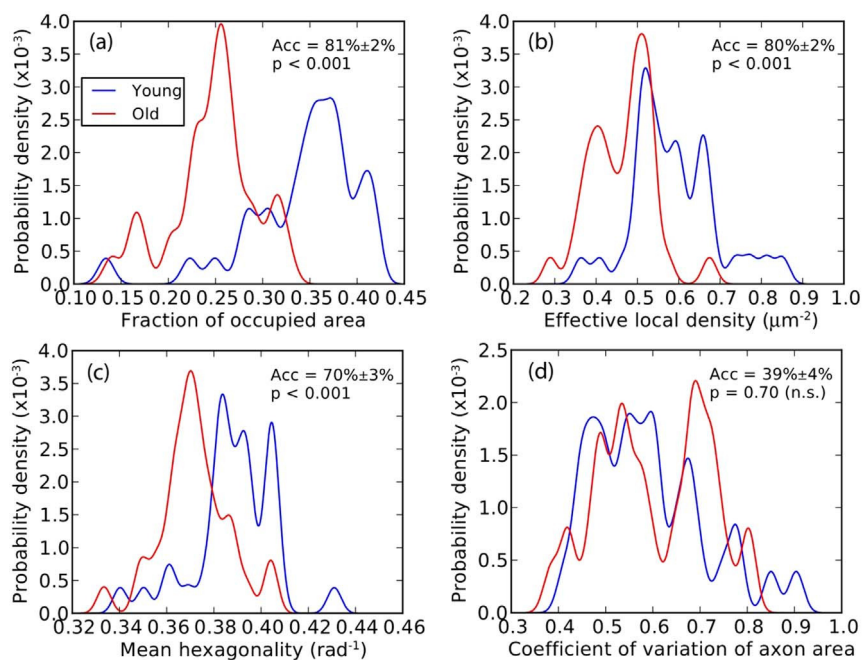 (a)
Acc = 81%±2%
p < 0.001
Young
Old
Probability density (x10⁻³)
4.0
3.5
3.0
2.5
2.0
1.5
1.0
0.5
0.0
0.10 0.15 0.20 0.25 0.30 0.35 0.40 0.45
Fraction of occupied area
(b)
Acc = 80%±2%
p < 0.001
Probability density (x10⁻³)
4.0
3.5
3.0
2.5
2.0
1.5
1.0
0.5
0.0
0.2 0.3 0.4 0.5 0.6 0.7 0.8 0.9 1.0
Effective local density (μm⁻²)
(c)
Acc = 70%±3%
p < 0.001
Probability density (x10⁻³)
4.0
3.5
3.0
2.5
2.0
1.5
1.0
0.5
0.0
0.32 0.34 0.36 0.38 0.40 0.42 0.44 0.46
Mean hexagonality (rad⁻¹)
(d)
Acc = 39%±4%
p = 0.70 (n.s.)
Probability density (x10⁻³)
2.5
2.0
1.5
1.0
0.5
0.0
0.3 0.4 0.5 0.6 0.7 0.8 0.9 1.0
Coefficient of variation of axon area